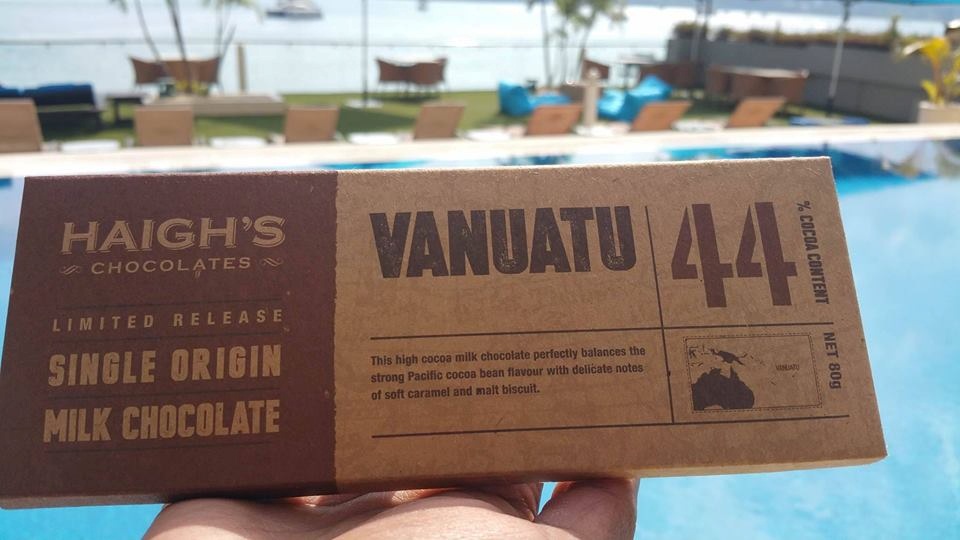 HAIGH'S
CHOCOLATES
LIMITED RELEASE
SINGLE ORIGIN
MILK CHOCOLATE
VANUATU
This high cocoa milk chocolate perfectly balances the
strong Pacific cocoa bean flavour with delicate notes
of soft caramel and malt biscuit.
44
% COCOA CONTENT
VANUATU
NET 80g